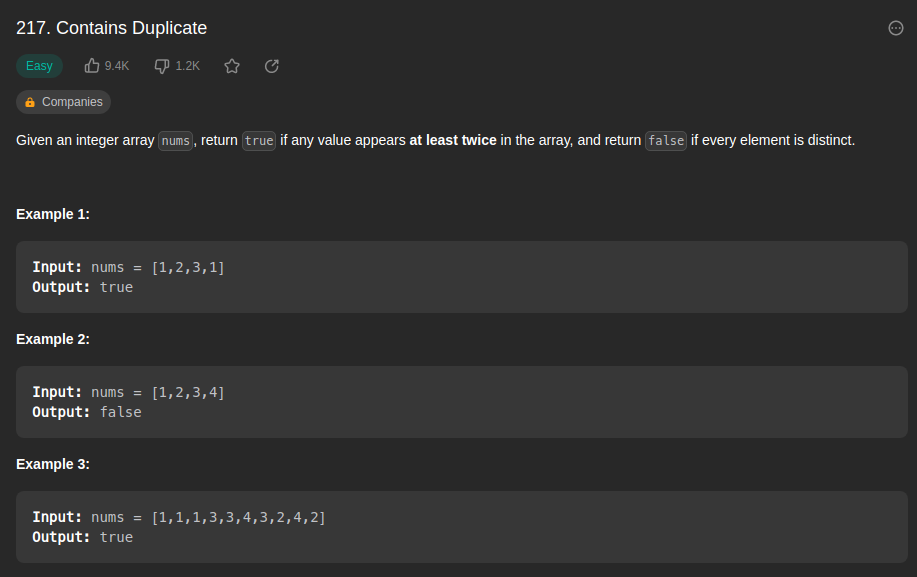 217. Contains Duplicate
Easy 9.4K 1.2K
Companies
Given an integer array nums, return true if any value appears at least twice in the array, and return false if every element is distinct.
Example 1:
Input: nums = [1,2,3,1]
Output: true
Example 2:
Input: nums = [1,2,3,4]
Output: false
Example 3:
Input: nums = [1,1,1,3,3,4,3,2,4,2]
Output: true